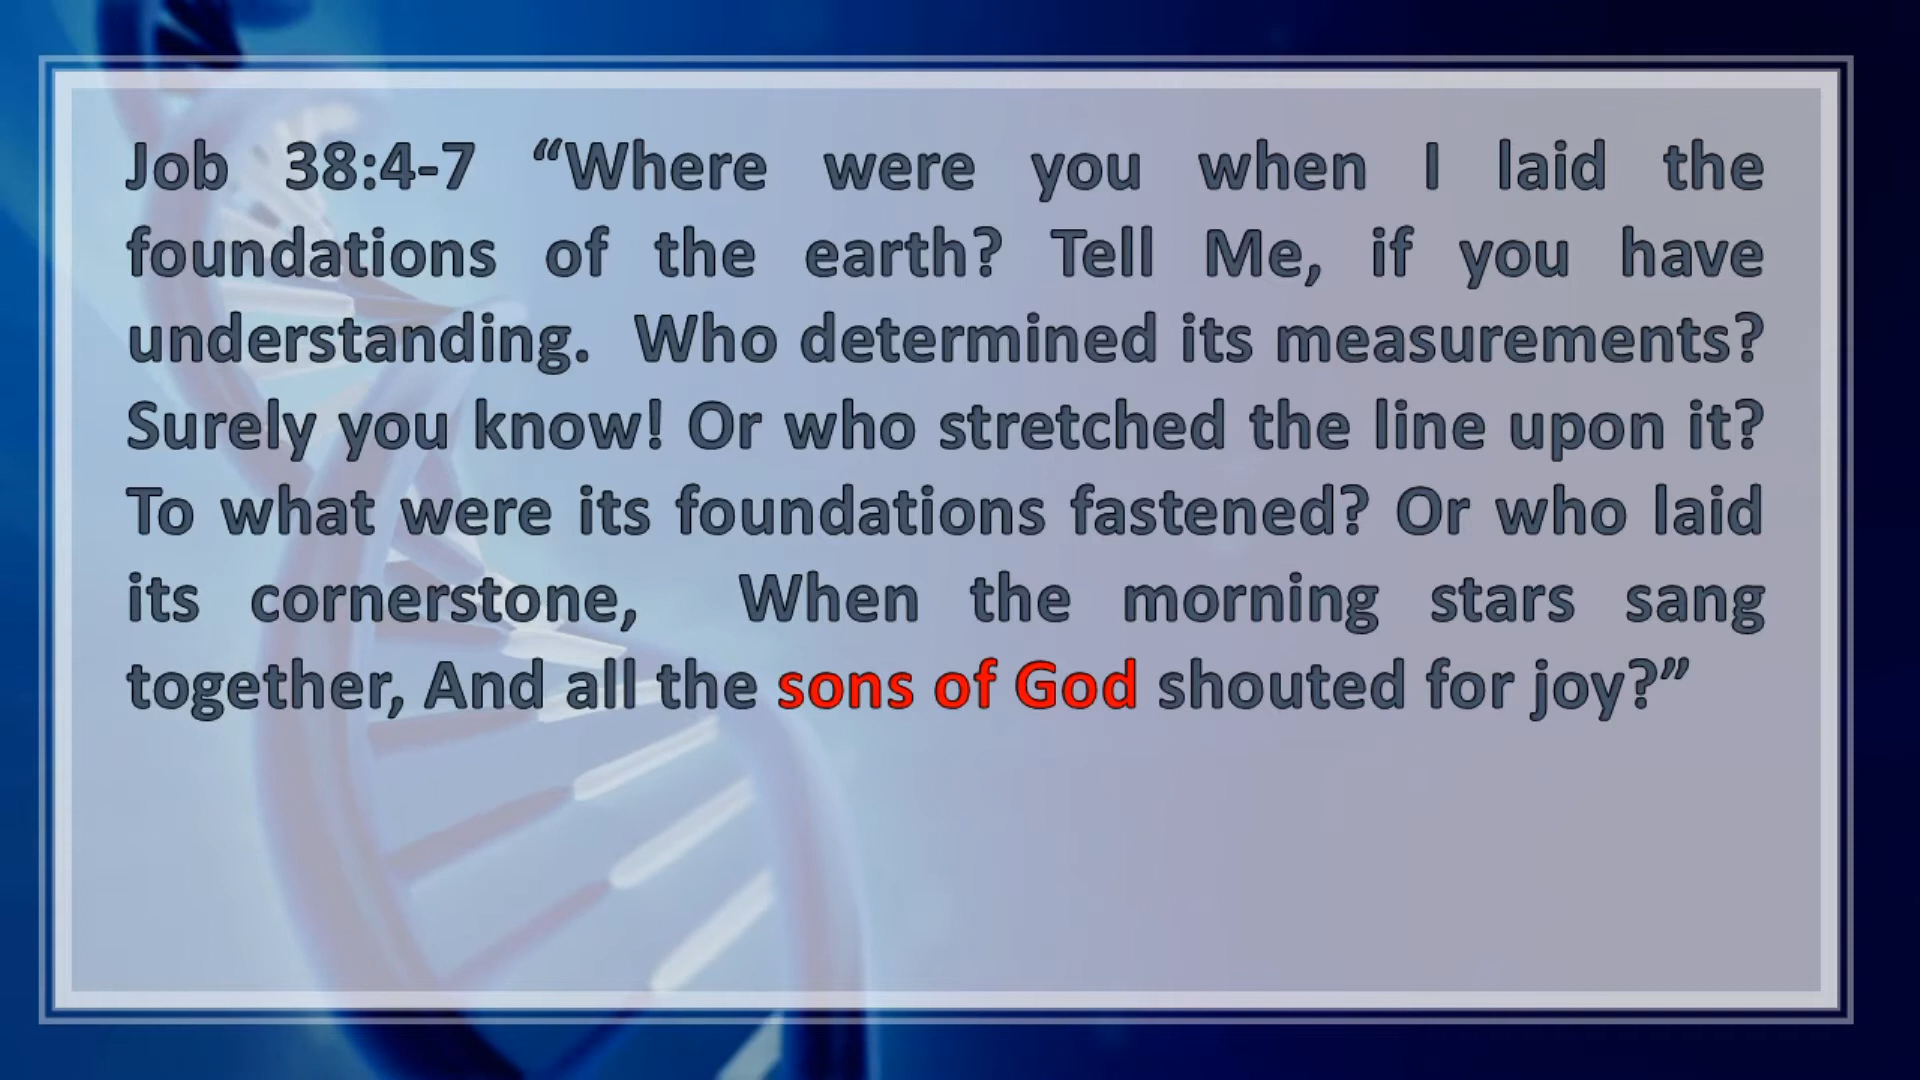 Job 38:4-7 “Where were you when I laid the
foundations of the earth? Tell Me, if you have
understanding. Who determined its measurements?
Surely you know! Or who stretched the line upon it?
To what were its foundations fastened? Or who laid
its cornerstone, When the morning stars sang
together, And all the sons of God shouted for joy?”